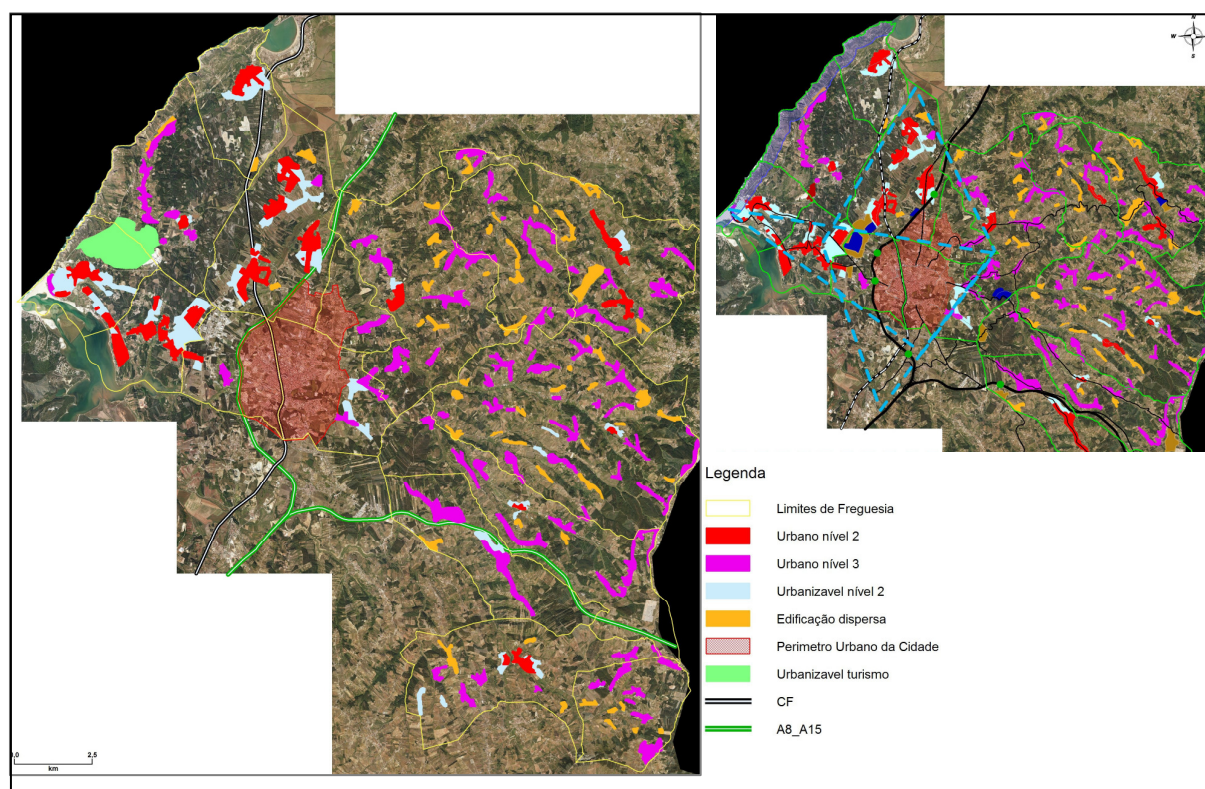 N
W
E
S
Legenda
Limites de Freguesia
Urbano nível 2
Urbano nível 3
Urbanizavel nível 2
Edificação dispersa
Perimetro Urbano da Cidade
Urbanizavel turismo
CF
A8_A15
0,0 2,5
km